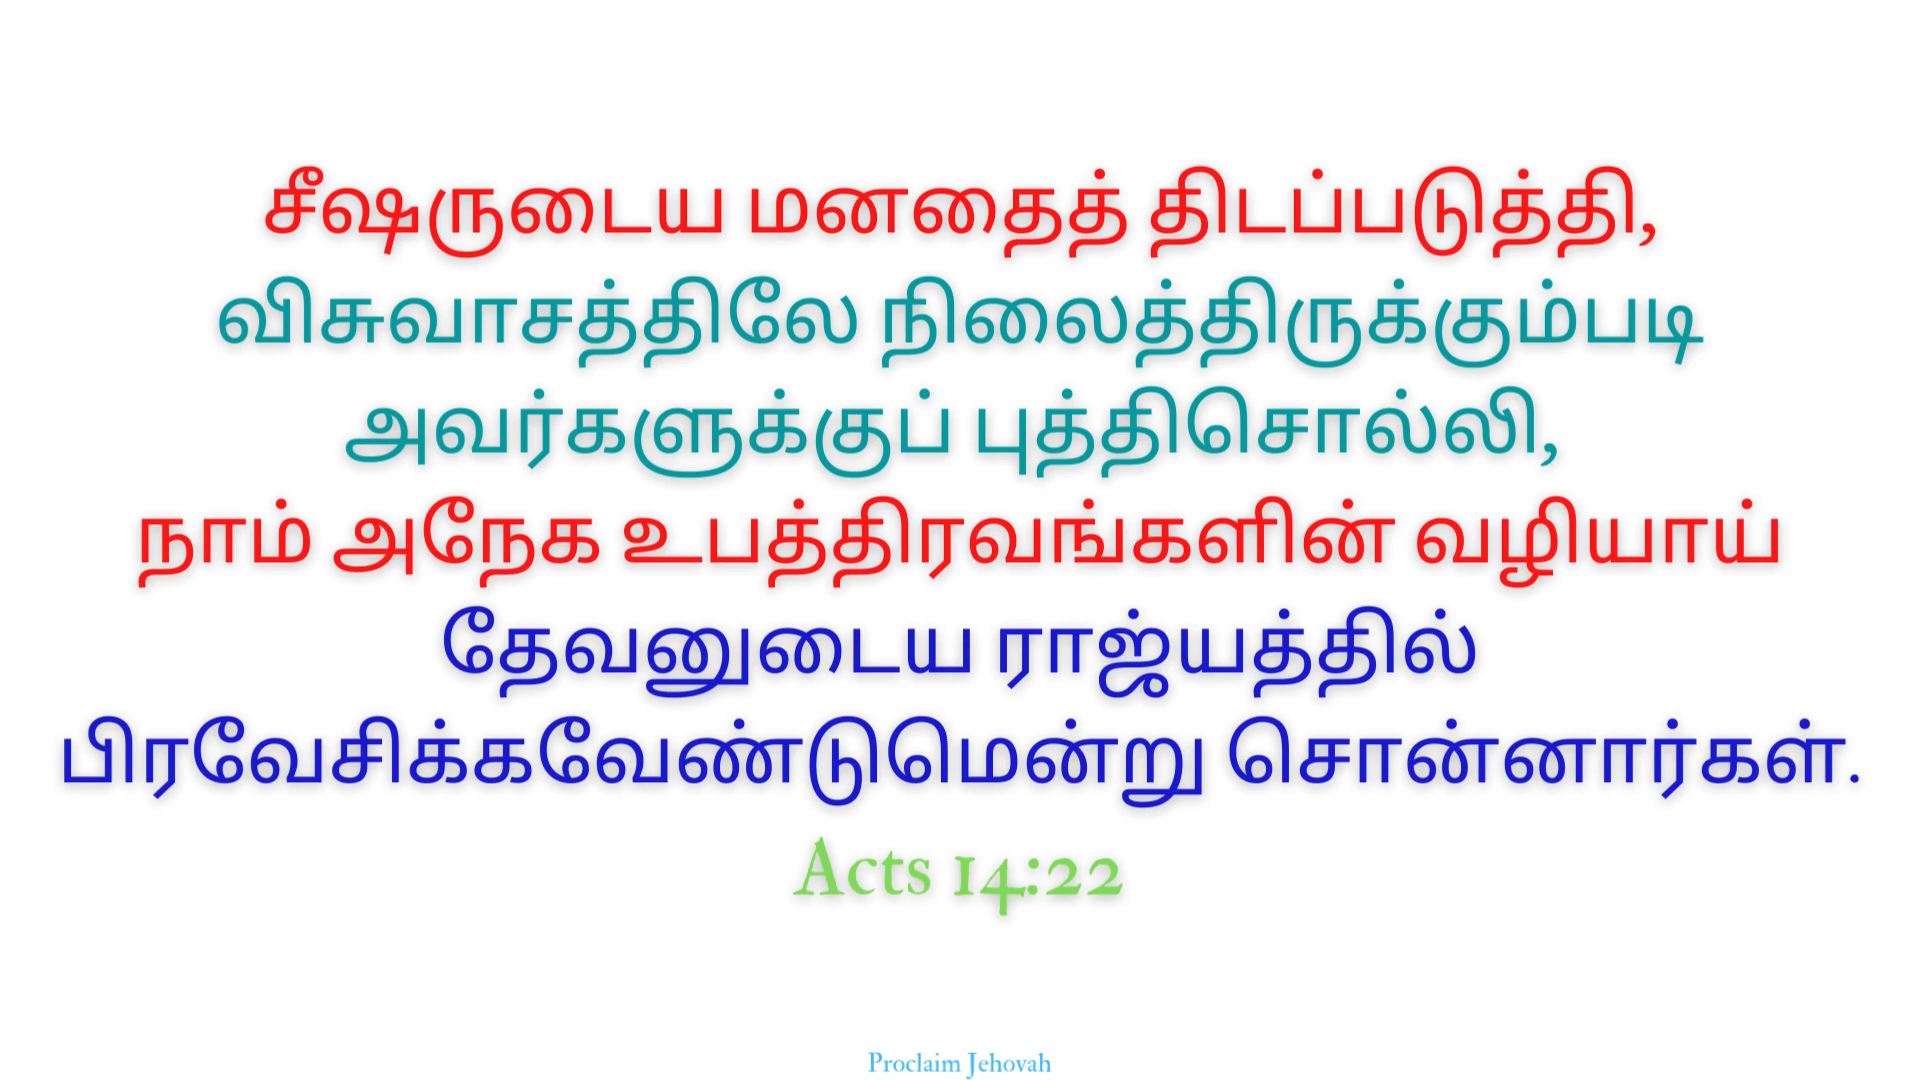 சீஷருடைய மனதைத் திடப்படுத்தி,
விசுவாசத்திலே நிலைத்திருக்கும்படி
அவர்களுக்குப் புத்திசொல்லி,
நாம் அநேக உபத்திரவங்களின் வழியாய்
தேவனுடைய ராஜ்யத்தில்
பிரவேசிக்கவேண்டுமென்று சொன்னார்கள்.
Acts 14:22
Proclaim Jehovah